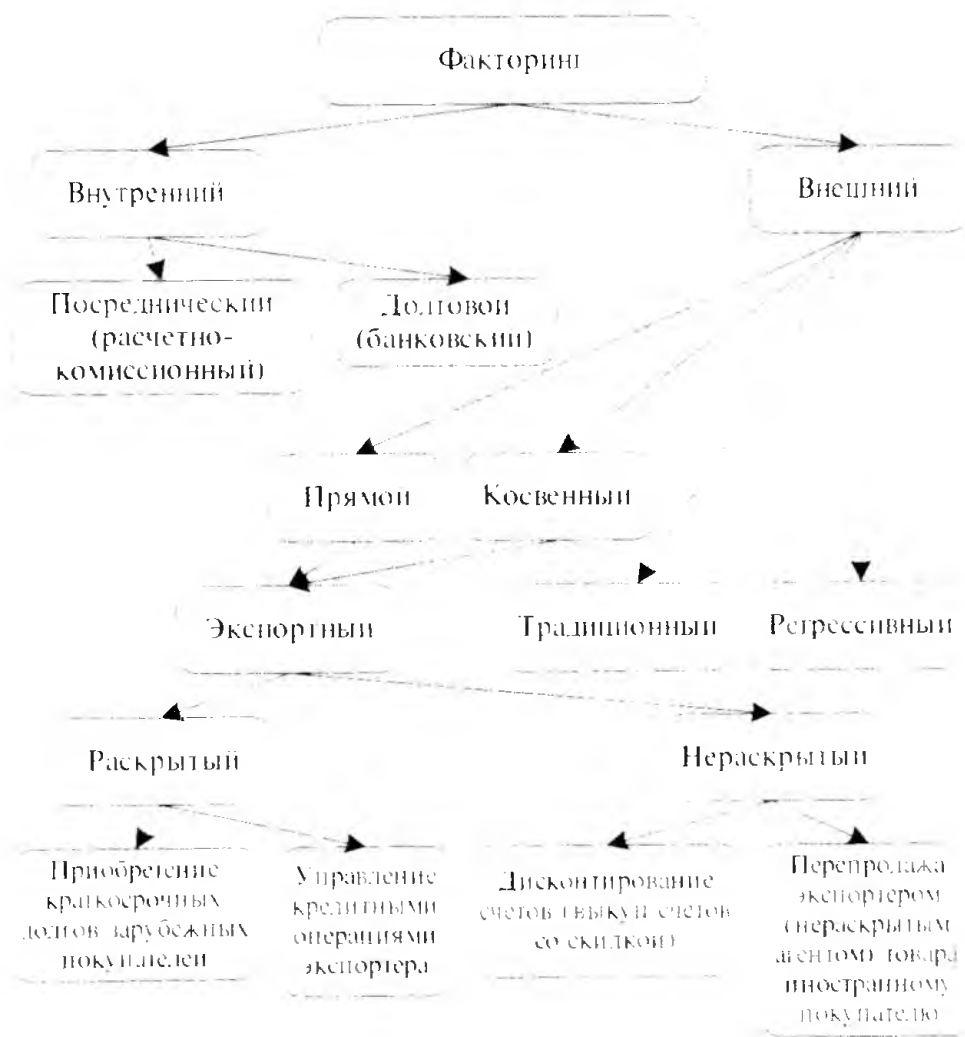 Факторинг
Внутренний
Внешний
Посреднический
(расчетно-
комиссионный)
Долговой
(банковский)
Прямой
Косвенный
Экспортный
Традиционный
Регрессивный
Раскрытый
Нераскрытый
Приобретение
краткосрочных
долгов зарубежных
покупателей
Управление
кредитными
операциями
экспортера
Дисконтирование
счетов (выкуп счетов
со скидкой)
Перепродажа
экспортером
(нераскрытым
агентом) товара
иностранному
покупателю